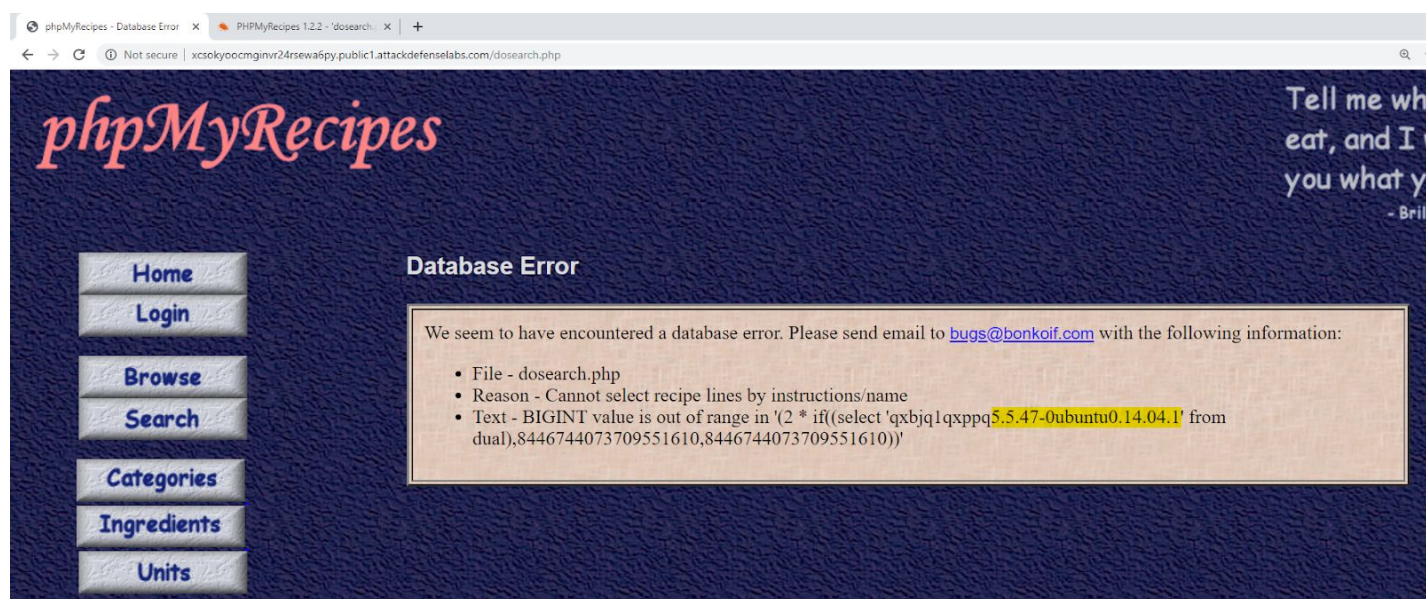 phpMyRecipes - Database Error
PHPMyRecipes 1.2.2 - 'dosearch.
Not secure | xcsokyoocmginvr24rsewa6py.public1.attackdefenselabs.com/dosearch.php
phpMyRecipes
Tell me
eat, and I
you what
Home
Login
Browse
Search
Categories
Ingredients
Units
Database Error
We seem to have encountered a database error. Please send email to bugs@bonkoif.com with the following information:
• File - dosearch.php
• Reason - Cannot select recipe lines by instructions/name
• Text - BIGINT value is out of range in '(2 * if((select 'qxbjq1qxppq5.5.47-0ubuntu0.14.04.1' from
dual),8446744073709551610,8446744073709551610))'